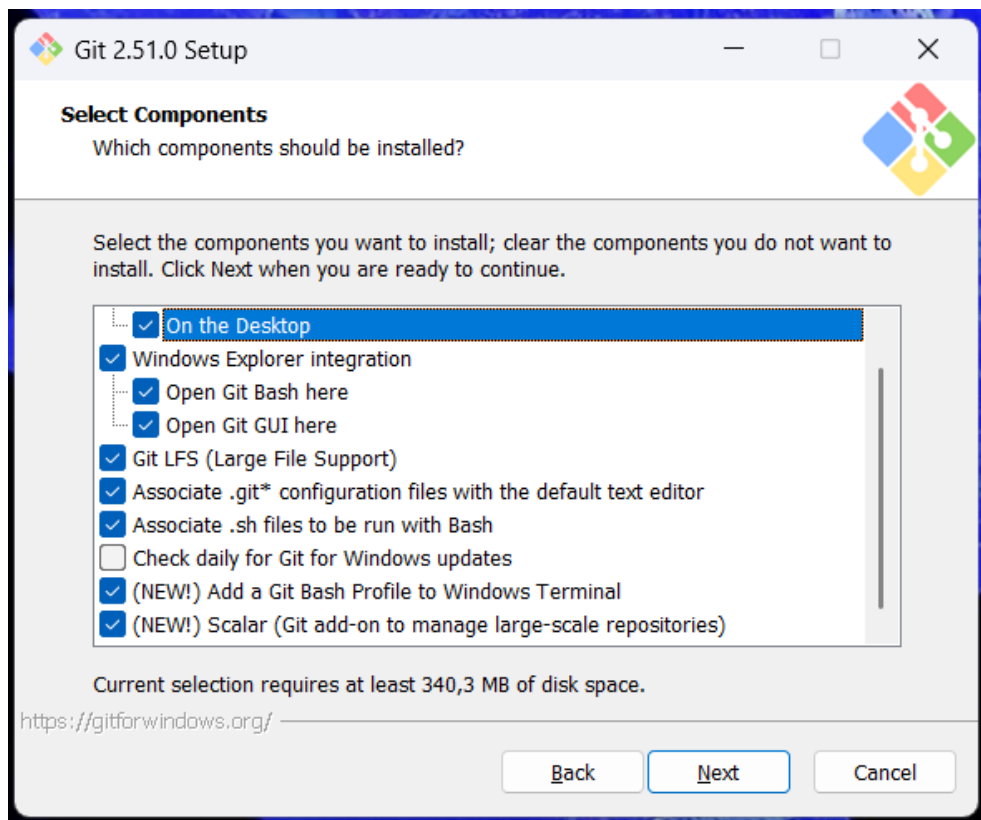 Git 2.51.0 Setup
Select Components
Which components should be installed?
Select the components you want to install; clear the components you do not want to
install. Click Next when you are ready to continue.
On the Desktop
Windows Explorer integration
Open Git Bash here
Open Git GUI here
Git LFS (Large File Support)
Associate .git* configuration files with the default text editor
Associate .sh files to be run with Bash
Check daily for Git for Windows updates
(NEW!) Add a Git Bash Profile to Windows Terminal
(NEW!) Scalar (Git add-on to manage large-scale repositories)
Current selection requires at least 340,3 MB of disk space.
https://gitforwindows.org/
Back
Next
Cancel